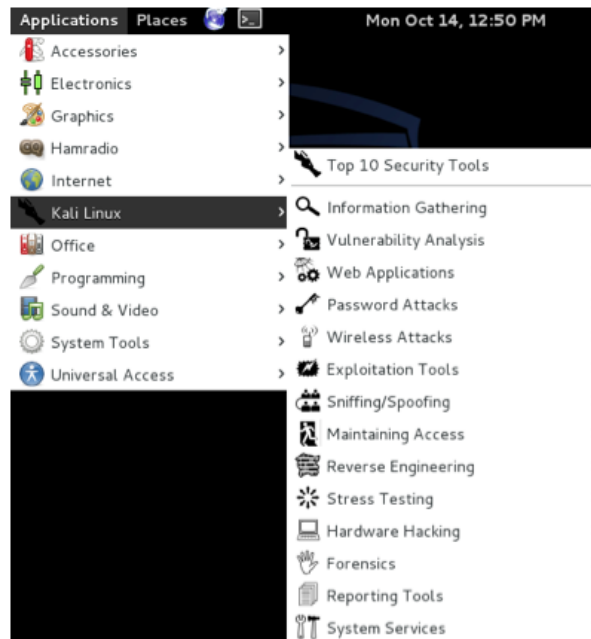 Applications Places Mon Oct 14, 12:50 PM
Accessories
Electronics
Graphics
Hamradio
Internet
Kali Linux
Office
Programming
Sound & Video
System Tools
Universal Access
Top 10 Security Tools
Information Gathering
Vulnerability Analysis
Web Applications
Password Attacks
Wireless Attacks
Exploitation Tools
Sniffing/Spoofing
Maintaining Access
Reverse Engineering
Stress Testing
Hardware Hacking
Forensics
Reporting Tools
System Services